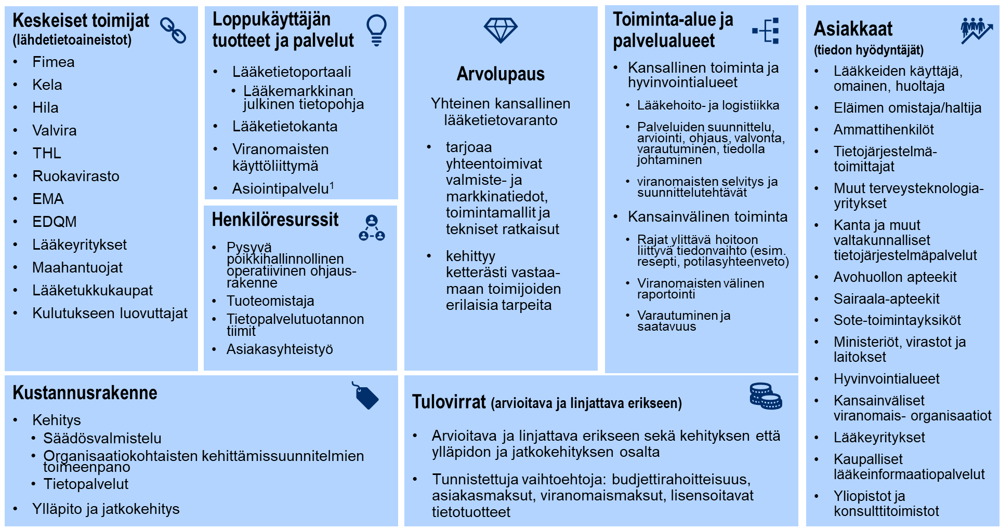 Keskeiset toimijat
(lähdetietoaineistot)
• Fimea
• Kela
• Hila
• Valvira
• THL
• Ruokavirasto
• EMA
• EDQM
• Lääkeyritykset
• Maahantuojat
• Lääketukkukaupat
• Kulutukseen luovuttajat
Loppukäyttäjän
tuotteet ja palvelut
• Lääketietoportaali
• Lääkemarkkinan
julkinen tietopohja
• Lääketietokanta
• Viranomaisten
käyttöliittymä
• Asiointipalvelu¹
Henkilöresurssit
• Pysyvä
poikkihallinnollinen
operatiivinen ohjaus-
rakenne
• Tuoteomistaja
• Tietopalvelutuotannon
tiimit
• Asiakasyhteistyö
Arvolupaus
Yhteinen kansallinen
lääketietovaranto
• tarjoaa
yhteentoimivat
valmiste- ja
markkinatiedot,
toimintamallit ja
tekniset ratkaisut
• kehittyy
ketterästi vastaa-
maan toimijoiden
erilaisia tarpeita
Toiminta-alue ja
palvelualueet
• Kansallinen toiminta ja
hyvinvointialueet
• Lääkehoito- ja logistiikka
• Palveluiden suunnittelu,
arviointi, ohjaus, valvonta,
varautuminen, tiedolla
johtaminen
• viranomaisten selvitys ja
suunnittelutehtävät
• Kansainvälinen toiminta
• Rajat ylittävä hoitoon
liittyvä tiedonvaihto (esim.
resepti, potilasyhteenveto)
• Viranomaisten välinen
raportointi
• Varautuminen ja
saatavuus
Asiakkaat
(tiedon hyödyntäjät)
• Lääkkeiden käyttäjä,
omainen, huoltaja
• Eläimen omistaja/haltija
• Ammattihenkilöt
• Tietojärjestelmä-
toimittajat
• Muut terveysteknologia-
yritykset
• Kanta ja muut
valtakunnalliset
tietojärjestelmäpalvelut
• Avohuollon apteekit
• Sairaala-apteekit
• Sote-toimintayksiköt
• Ministeriöt, virastot ja
laitokset
• Hyvinvointialueet
• Kansainväliset
viranomais- organisaatiot
• Lääkeyritykset
• Kaupalliset
lääkeinformaatiopalvelut
• Yliopistot ja
konsulttitoimistot
Kustannusrakenne
• Kehitys
• Säädösvalmistelu
• Organisaatiokohtaisten kehittämissuunnitelmien
toimeenpano
• Tietopalvelut
• Ylläpito ja jatkokehitys
Tulovirrat (arvioitava ja linjattava erikseen)
• Arvioitava ja linjattava erikseen sekä kehityksen että
ylläpidon ja jatkokehityksen osalta
• Tunnistettuja vaihtoehtoja: budjettirahoitteisuus,
asiakasmaksut, viranomaismaksut, lisensoitavat
tietotuotteet